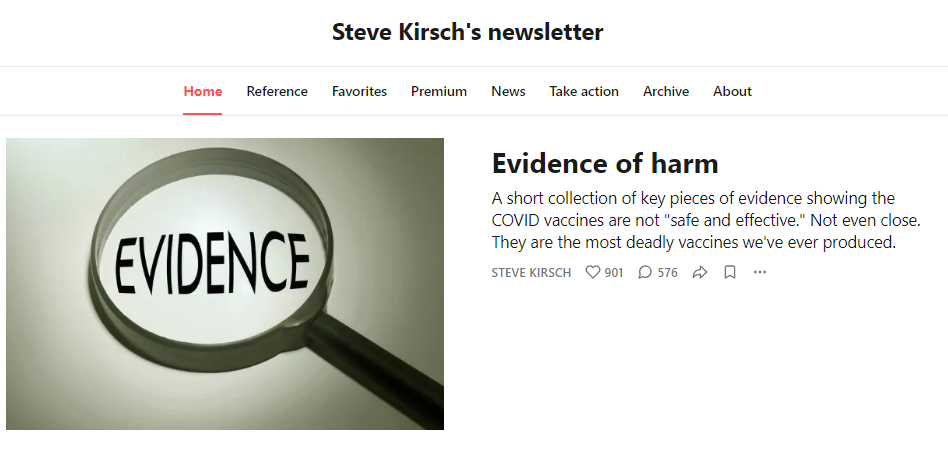 Steve Kirsch's newsletter
Home Reference Favorites Premium News Take action Archive About
EVIDENCE
Evidence of harm
A short collection of key pieces of evidence showing the
COVID vaccines are not "safe and effective." Not even close.
They are the most deadly vaccines we've ever produced.
STEVE KIRSCH 901 576